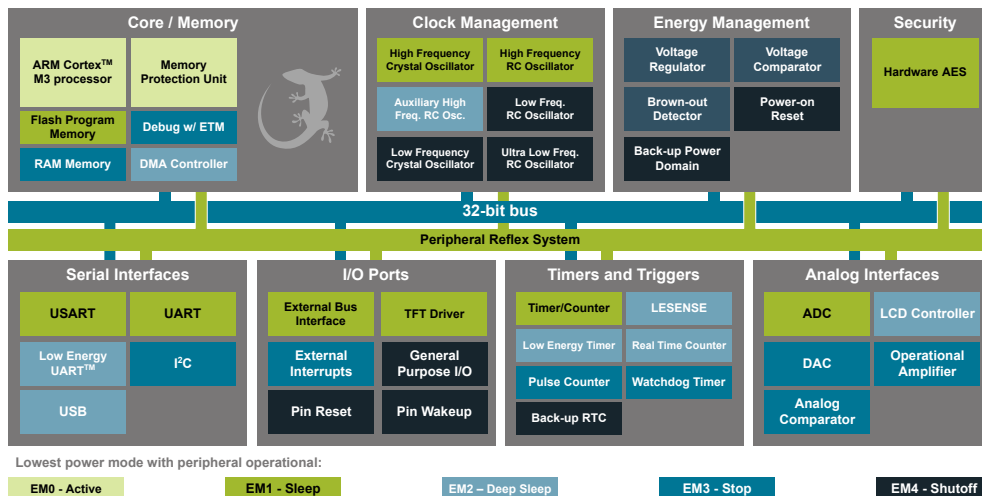 Core / Memory
ARM Cortex™
M3 processor
Memory
Protection Unit
Flash Program
Memory
Debug w/ ETM
RAM Memory
DMA Controller
Clock Management
High Frequency
Crystal Oscillator
High Frequency
RC Oscillator
Auxiliary High
Freq. RC Osc.
Low Freq.
RC Oscillator
Low Frequency
Crystal Oscillator
Ultra Low Freq.
RC Oscillator
Energy Management
Voltage
Regulator
Voltage
Comparator
Brown-out
Detector
Power-on
Reset
Back-up Power
Domain
Security
Hardware AES
32-bit bus
Peripheral Reflex System
Serial Interfaces
USART
UART
Low Energy
UART™
I²C
USB
I/O Ports
External Bus
Interface
TFT Driver
External
Interrupts
General
Purpose I/O
Pin Reset
Pin Wakeup
Timers and Triggers
Timer/Counter
LESENSE
Low Energy Timer
Real Time Counter
Pulse Counter
Watchdog Timer
Back-up RTC
Analog Interfaces
ADC
LCD Controller
DAC
Operational
Amplifier
Analog
Comparator
Lowest power mode with peripheral operational:
EM0 - Active
EM1 - Sleep
EM2 – Deep Sleep
EM3 - Stop
EM4 - Shutoff